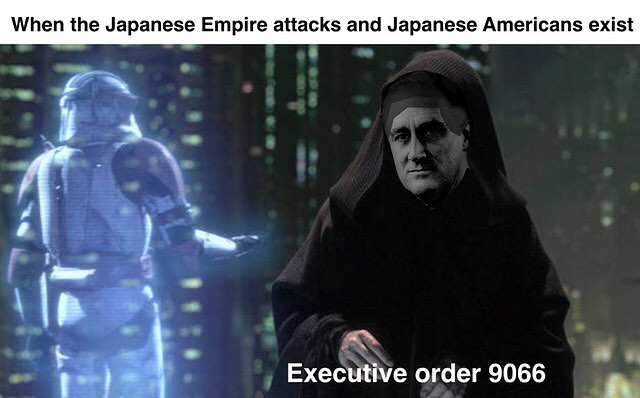 When the Japanese Empire attacks and Japanese Americans exist
Executive order 9066